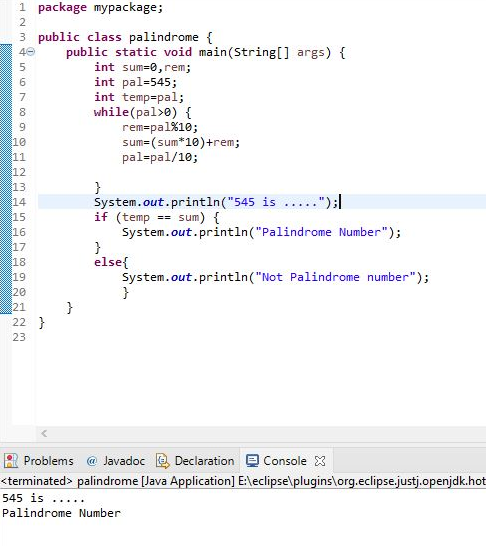 1 package mypackage;
2
3 public class palindrome {
4 public static void main(String[] args) {
5 int sum=0,rem;
6 int pal=545;
7 int temp=pal;
8 while(pal>0) {
9 rem=pal%10;
10 sum=(sum*10)+rem;
11 pal=pal/10;
12
13 }
14 System.out.println("545 is .....");
15 if (temp == sum) {
16 System.out.println("Palindrome Number");
17 }
18 else{
19 System.out.println("Not Palindrome number");
20 }
21 }
22 }
23
Problems @ Javadoc Declaration Console
<terminated> palindrome [Java Application] E:\eclipse\plugins\org.eclipse.justj.openjdk.hot
545 is .....
Palindrome Number